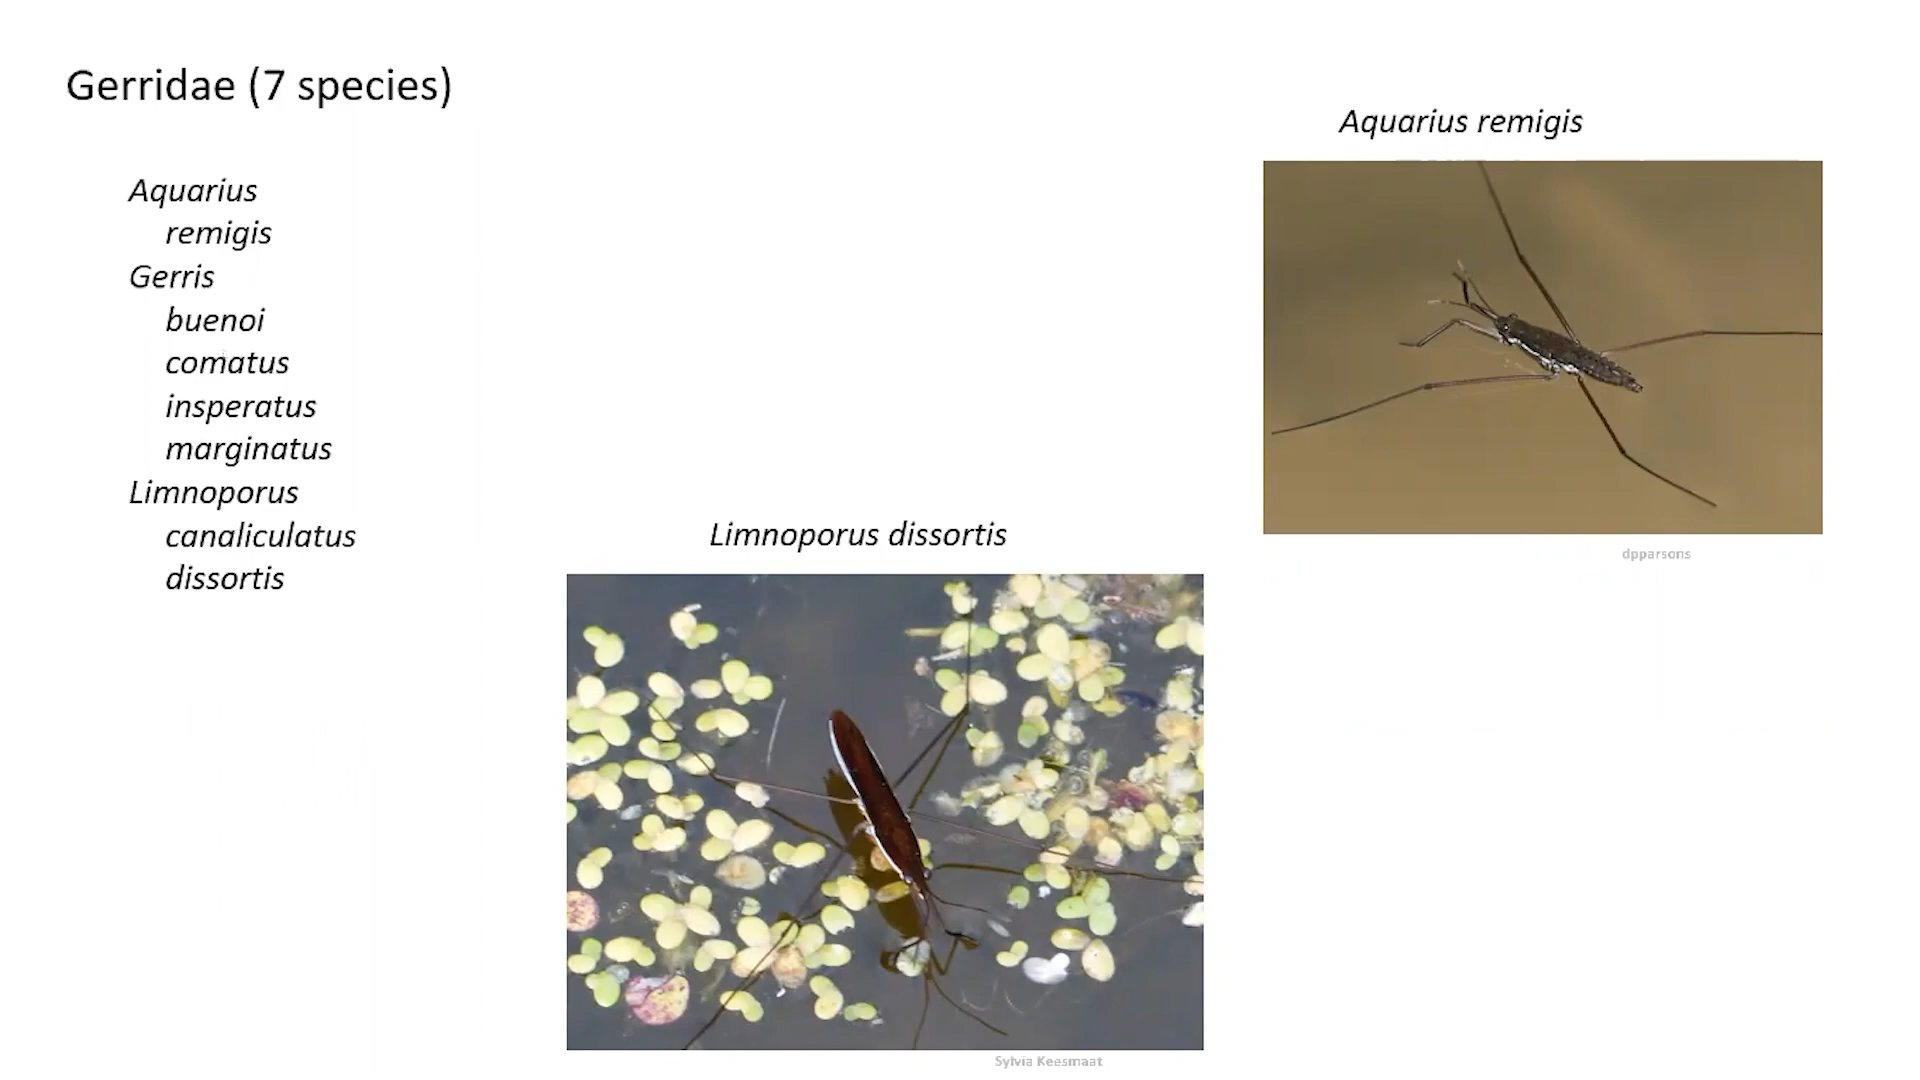 Gerridae (7 species)
Aquarius
remigis
Gerris
buenoi
comatus
insperatus
marginatus
Limnoporus
canaliculatus
dissortis
Limnoporus dissortis
Sylvia Keesmaat
Aquarius remigis
dpparsons